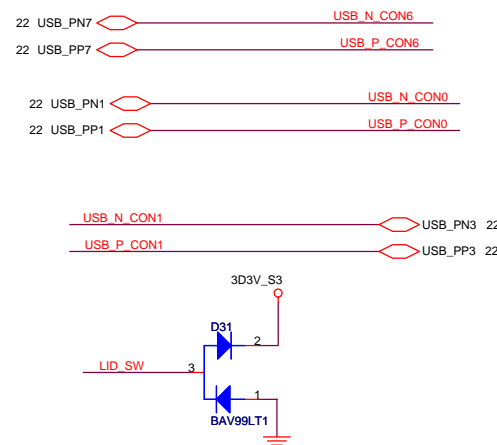 22 USB_PN7 USB_N_CON6
22 USB_PP7 USB_P_CON6
22 USB_PN1 USB_N_CON0
22 USB_PP1 USB_P_CON0
USB_N_CON1 USB_PN3 22
USB_P_CON1 USB_PP3 22
3D3V_S3
D31
2
LID_SW 3
1
BAV99LT1